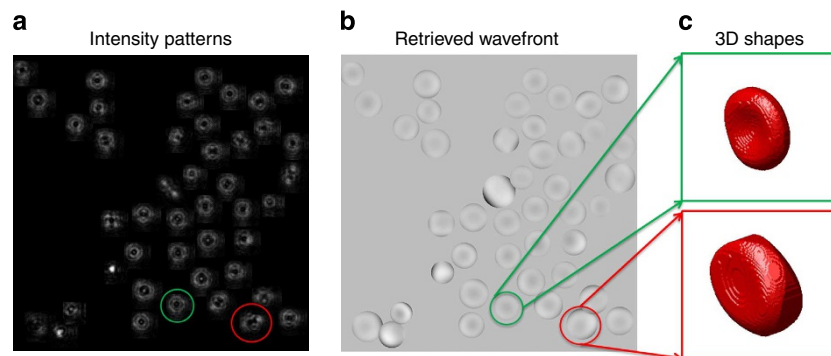 a
Intensity patterns
b
Retrieved wavefront
c
3D shapes